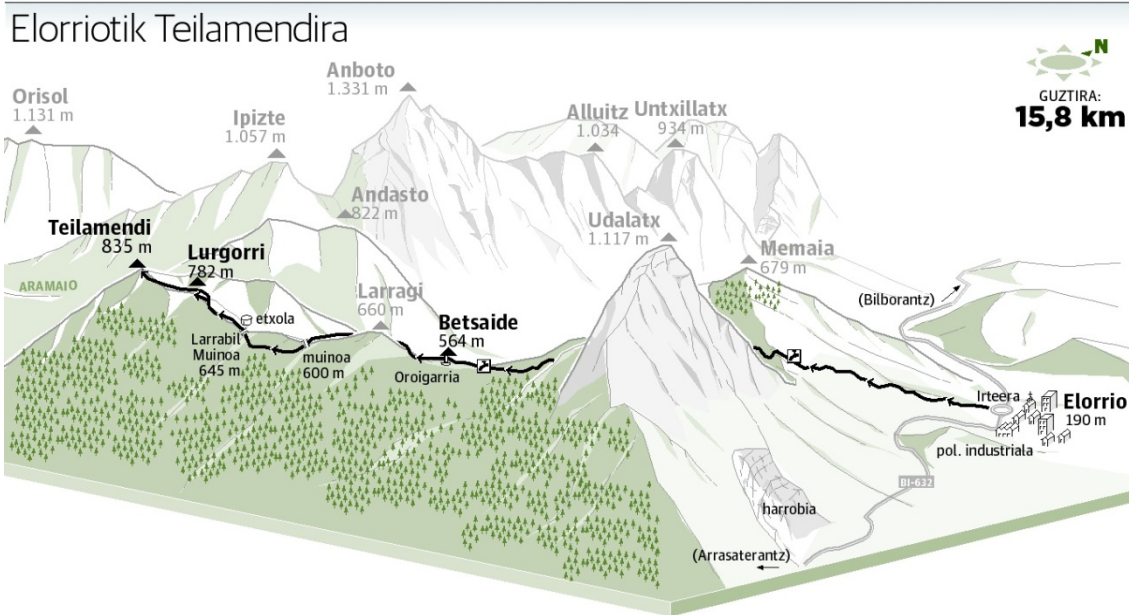 Elorriotik Teilamendira
N
GUZTIRA:
15,8 km
Anboto
1.331 m
Orisol
1.131 m
Ipizte
1.057 m
Alluitz
1.034
Untxillatx
934 m
Andasto
822 m
Udalatx
1.117 m
Teilamendi
835 m
Lurgorri
782 m
Memaia
679 m
ARAMAIO
Larragi
660 m
(Bilborantz)
etxola
Betsaide
564 m
Larrabil
Muinoa
645 m
muinoa
600 m
Oroigarria
Irteera
Elorrio
190 m
pol. industriala
BI-632
harrobia
(Arrasaterantz)